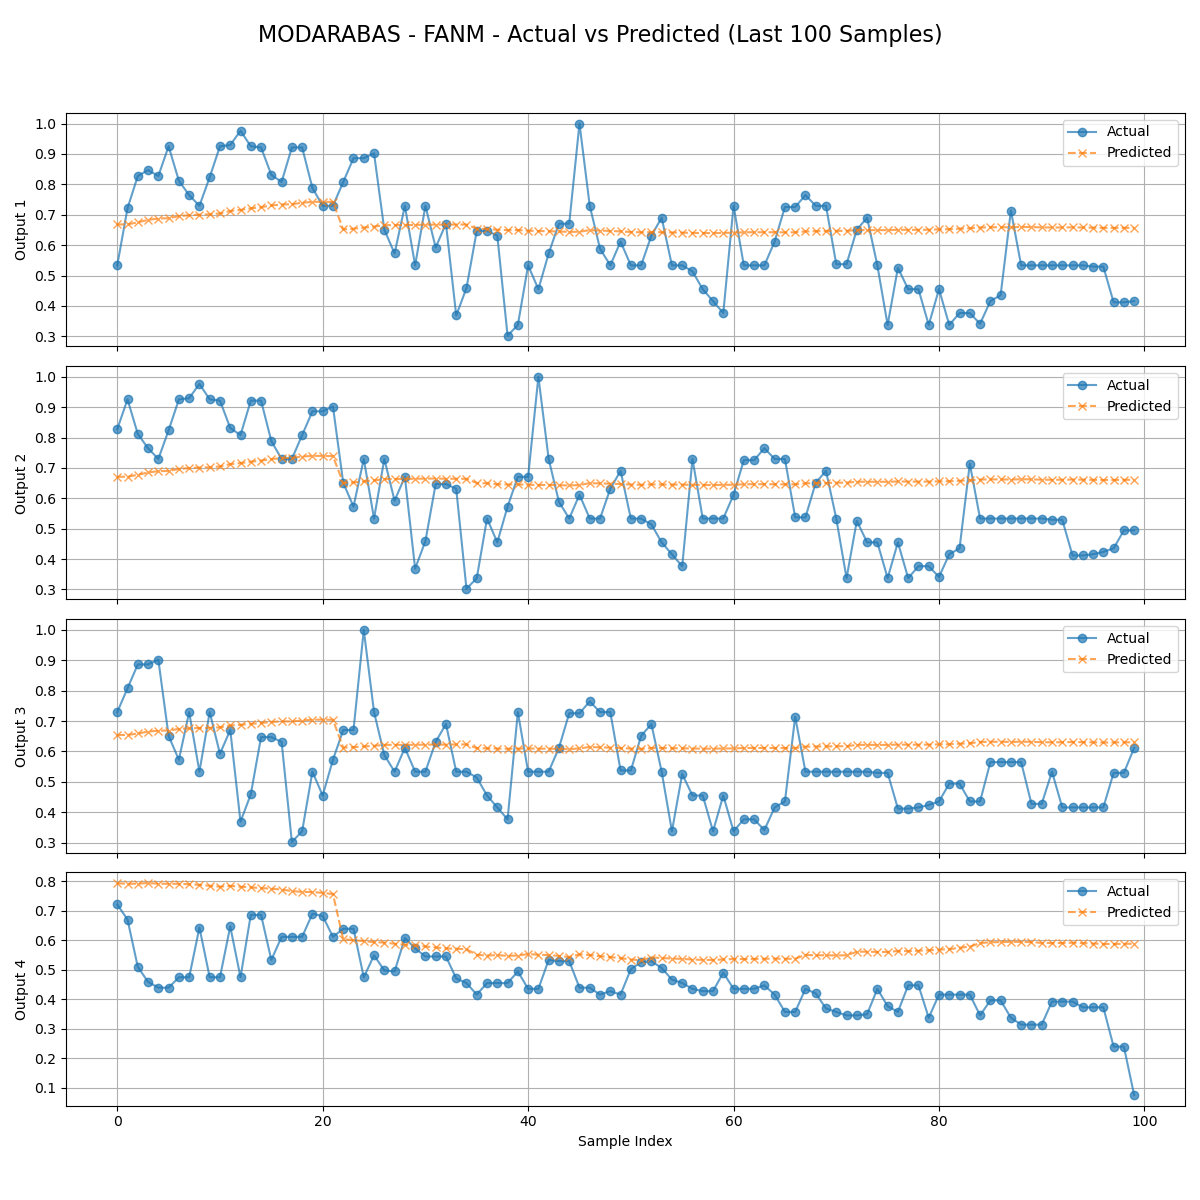 MODARABAS - FANM - Actual vs Predicted (Last 100 Samples)
Output 1
1.0
0.9
0.8
0.7
0.6
0.5
0.4
0.3
Actual
Predicted
Output 2
1.0
0.9
0.8
0.7
0.6
0.5
0.4
0.3
Actual
Predicted
Output 3
1.0
0.9
0.8
0.7
0.6
0.5
0.4
0.3
Actual
Predicted
Output 4
0.8
0.7
0.6
0.5
0.4
0.3
0.2
0.1
Actual
Predicted
0 20 40 60 80 100
Sample Index